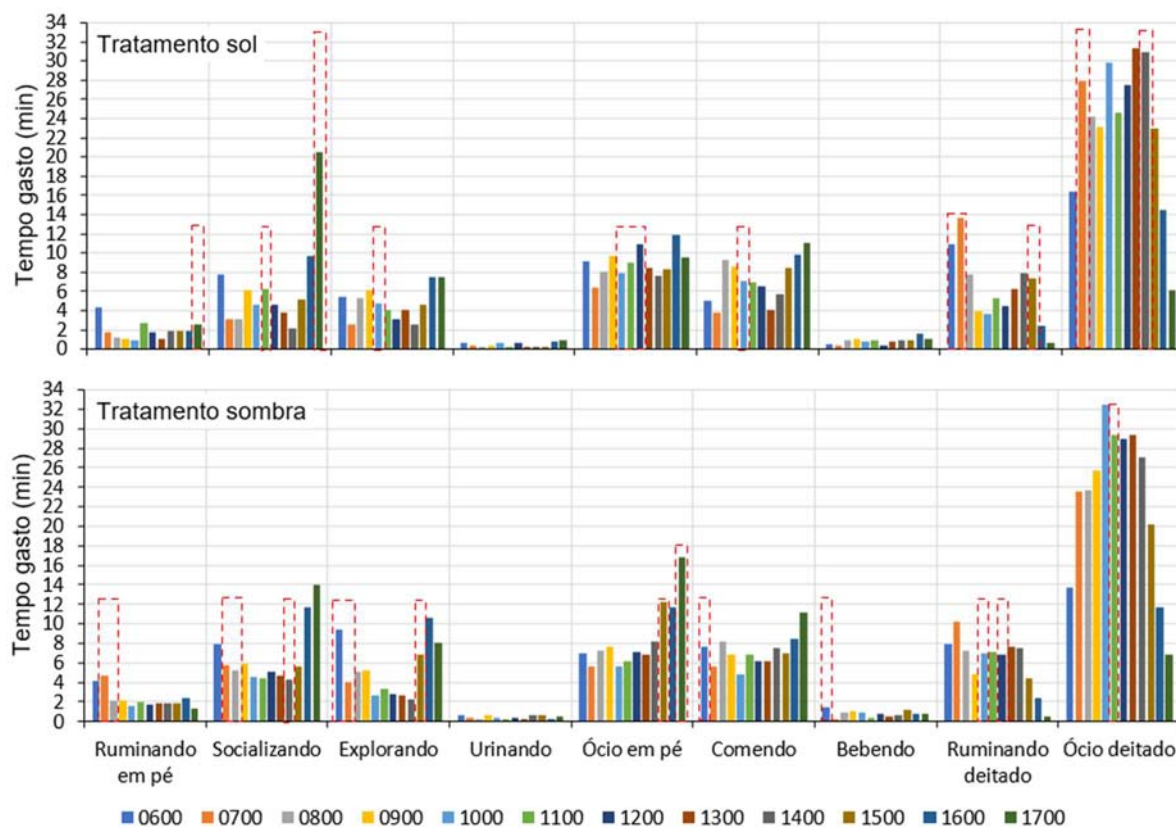 Tratamento sol
Tempo gasto (min)
34
32
30
28
26
24
22
20
18
16
14
12
10
8
6
4
2
0
Tratamento sombra
Tempo gasto (min)
34
32
30
28
26
24
22
20
18
16
14
12
10
8
6
4
2
0
Ruminando
em pé
Socializando
Explorando
Urinando
Ócio em pé
Comendo
Bebendo
Ruminando
deitado
Ócio deitado
0600 0700 0800 0900 1000 1100 1200 1300 1400 1500 1600 1700